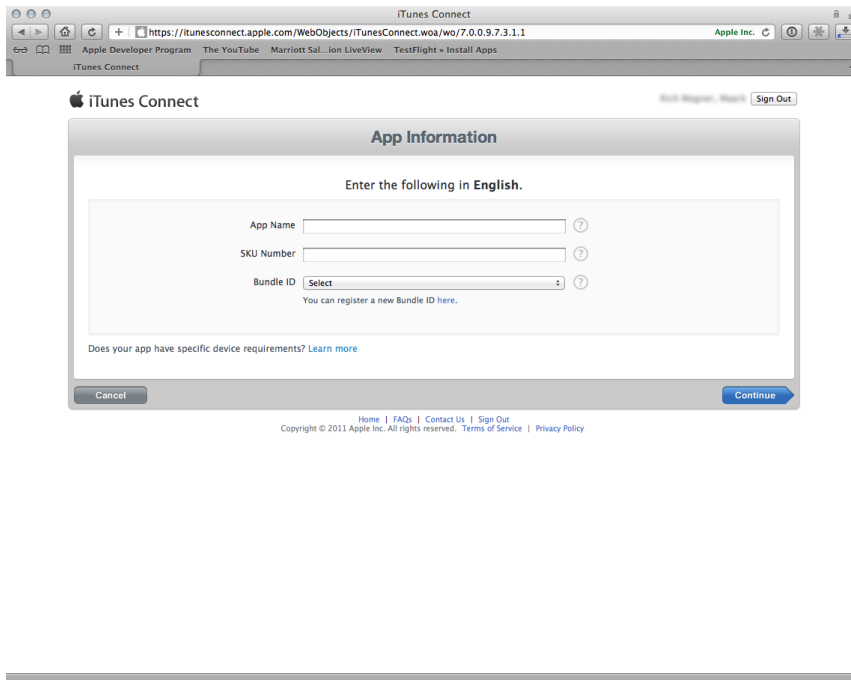 iTunes Connect
https://itunesconnect.apple.com/WebObjects/iTunesConnect.woa/wo/7.0.0.9.7.3.1.1
Apple Inc.
Apple Developer Program The YouTube Marriott Sal...ion LiveView TestFlight » Install Apps
iTunes Connect
iTunes Connect
Sign Out
App Information
Enter the following in English.
App Name
?
SKU Number
?
Bundle ID Select
?
You can register a new Bundle ID here.
Does your app have specific device requirements? Learn more
Cancel
Continue
Home | FAQs | Contact Us | Sign Out
Copyright © 2011 Apple Inc. All rights reserved. Terms of Service | Privacy Policy